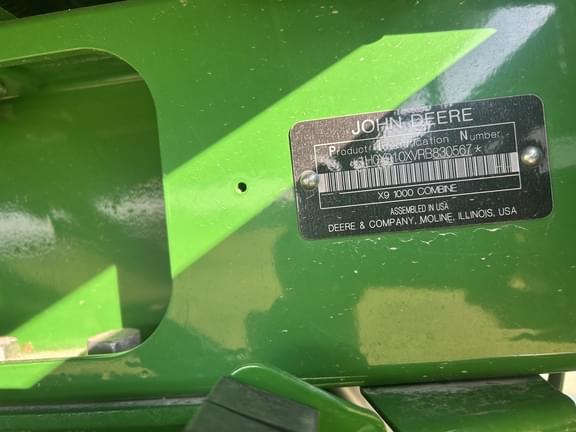 JOHN DEERE
Product Identification Number
*1H0X910XVRB830567*
X9 1000 COMBINE
ASSEMBLED IN USA
DEERE & COMPANY, MOLINE, ILLINOIS, USA